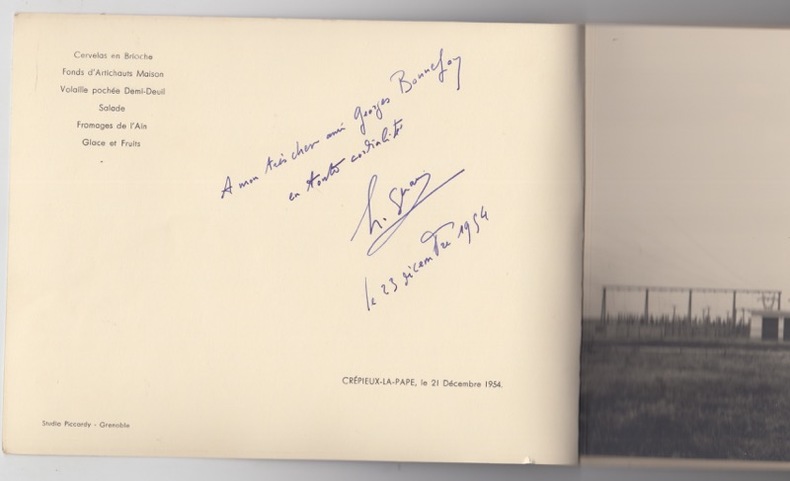 Cervelas en Brioche
Fonds d'Artichauts Maison
Volaille pochée Demi-Deuil
Salade
Fromages de l'Ain
Glace et Fruits
A mon très cher ami Georges Bonnefoy
en toute cordialité
le 23 décembre 1954
CRÉPIEUX-LA-PAPE, le 21 Décembre 1954.
Studio Piccardy - Grenoble